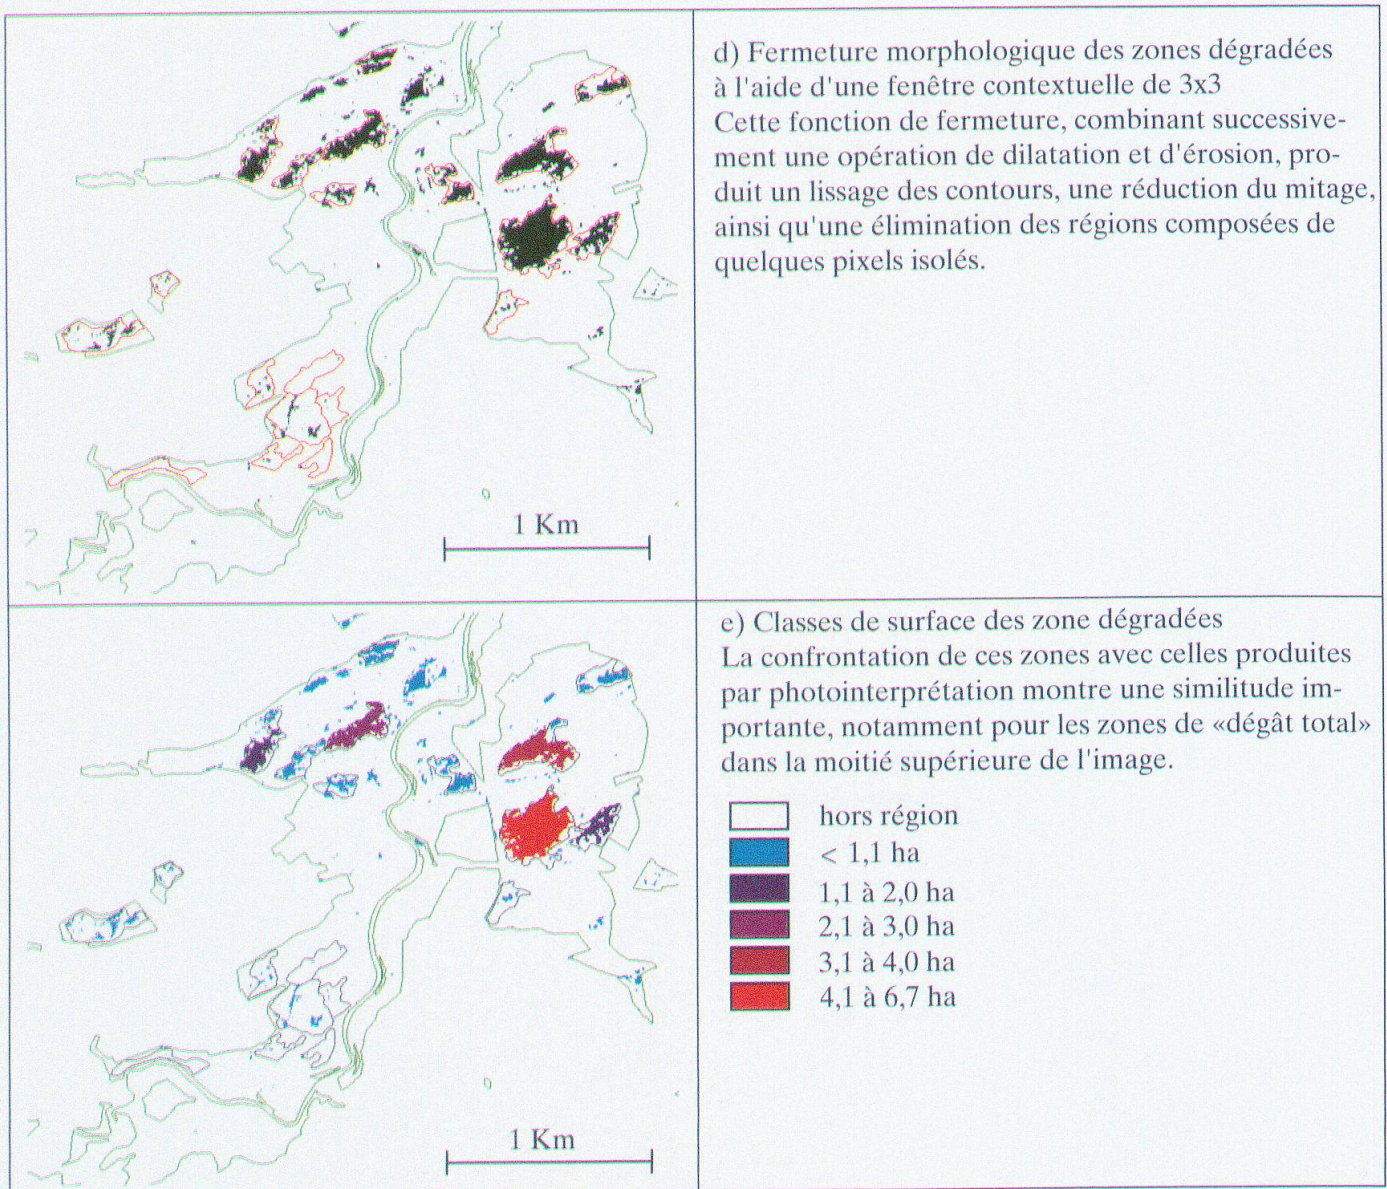 d) Fermeture morphologique des zones dégradées
à l'aide d'une fenêtre contextuelle de 3x3
Cette fonction de fermeture, combinant successive-
ment une opération de dilatation et d'érosion, pro-
duit un lissage des contours, une réduction du mitage,
ainsi qu'une élimination des régions composées de
quelques pixels isolés.
1 Km
e) Classes de surface des zone dégradées
La confrontation de ces zones avec celles produites
par photointerprétation montre une similitude im-
portante, notamment pour les zones de «dégât total»
dans la moitié supérieure de l'image.
hors région
< 1,1 ha
1,1 à 2,0 ha
2,1 à 3,0 ha
3,1 à 4,0 ha
4,1 à 6,7 ha
1 Km